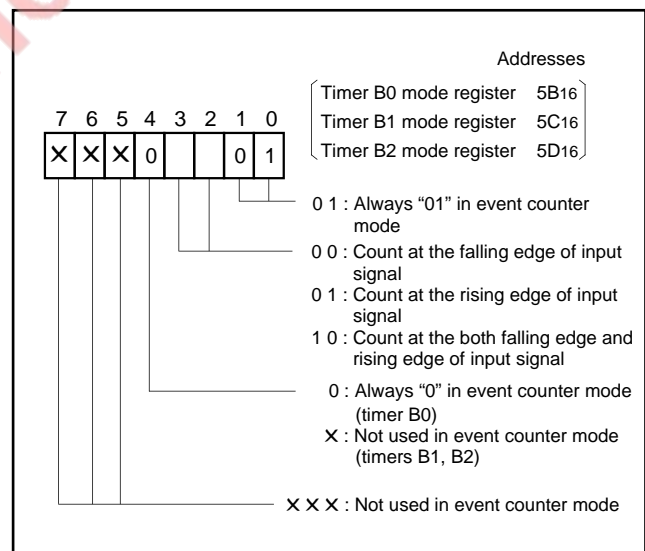 Addresses
Timer B0 mode register 5B16
Timer B1 mode register 5C16
Timer B2 mode register 5D16
7 6 5 4 3 2 1 0
X X X 0 0 1
0 1 : Always “01” in event counter
mode
0 0 : Count at the falling edge of input
signal
0 1 : Count at the rising edge of input
signal
1 0 : Count at the both falling edge and
rising edge of input signal
0 : Always “0” in event counter mode
(timer B0)
X : Not used in event counter mode
(timers B1, B2)
X X X : Not used in event counter mode